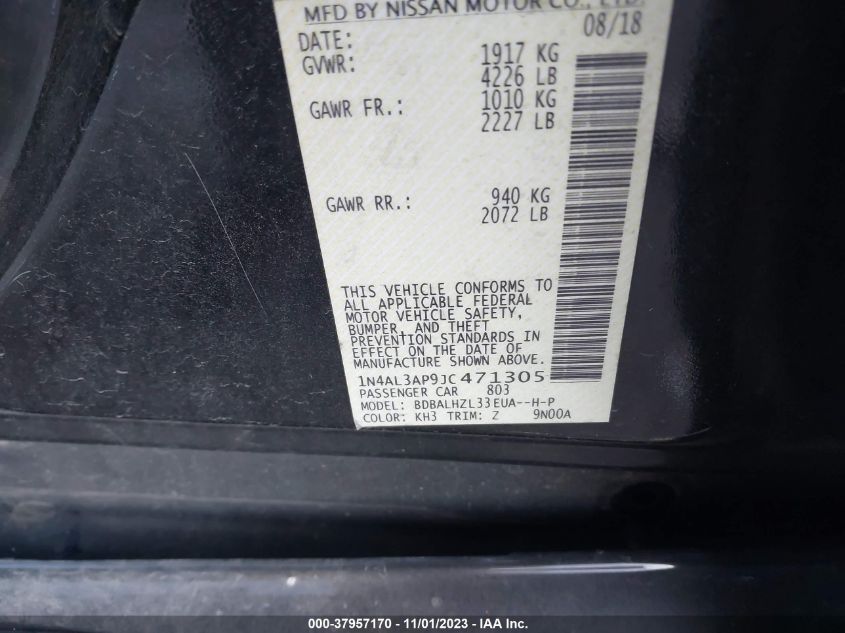 MFD BY NISSAN MOTOR CO., LTD.
DATE: 08/18
GVWR: 1917 KG
4226 LB
GAWR FR.: 1010 KG
2227 LB
GAWR RR.: 940 KG
2072 LB
THIS VEHICLE CONFORMS TO
ALL APPLICABLE FEDERAL
MOTOR VEHICLE SAFETY,
BUMPER, AND THEFT
PREVENTION STANDARDS IN
EFFECT ON THE DATE OF
MANUFACTURE SHOWN ABOVE.
1N4AL3AP9JC471305
PASSENGER CAR 803
MODEL: BDBALHZL33EUA--H-P
COLOR: KH3 TRIM: Z 9N00A
000-37957170 - 11/01/2023 - IAA Inc.